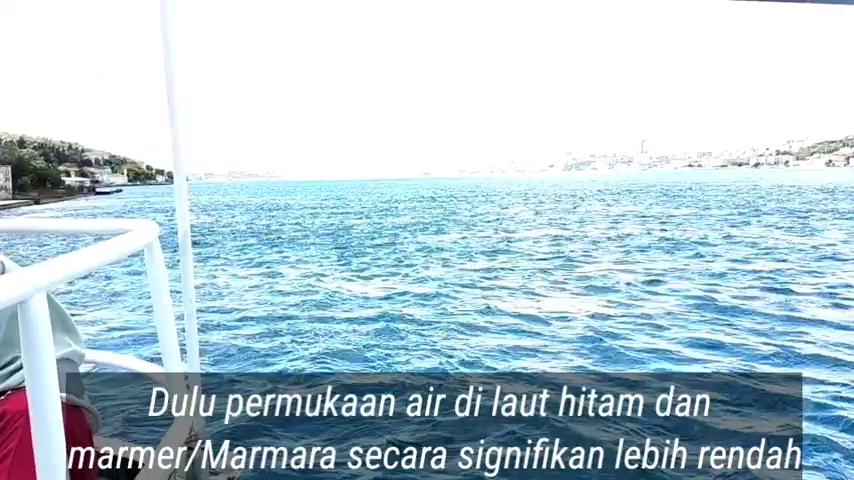 Dulu permukaan air di laut hitam dan
marmer/Marmara secara signifikan lebih rendah